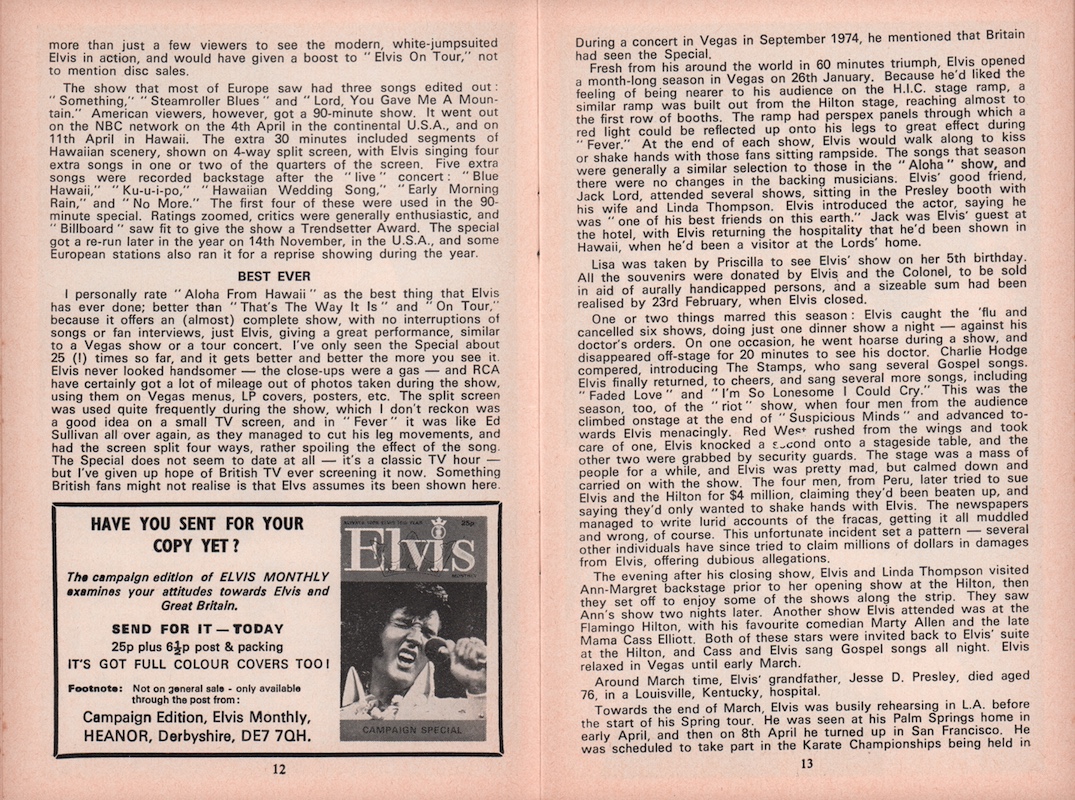 more than just a few viewers to see the modern, white-jumpsuited
Elvis in action, and would have given a boost to "Elvis On Tour," not
to mention disc sales.
The show that most of Europe saw had three songs edited out:
"Something," "Steamroller Blues" and "Lord, You Gave Me A Moun-
tain." American viewers, however, got a 90-minute show. It went out
on the NBC network on the 4th April in the continental U.S.A., and on
11th April in Hawaii. The extra 30 minutes included segments of
Hawaiian scenery, shown on 4-way split screen, with Elvis singing four
extra songs in one or two of the quarters of the screen. Five extra
songs were recorded backstage after the "live" concert: "Blue
Hawaii," "Ku-u-i-po," "Hawaiian Wedding Song," "Early Morning
Rain," and "No More." The first four of these were used in the 90-
minute special. Ratings zoomed, critics were generally enthusiastic, and
"Billboard" saw fit to give the show a Trendsetter Award. The special
got a re-run later in the year on 14th November, in the U.S.A., and some
European stations also ran it for a reprise showing during the year.
BEST EVER
I personally rate "Aloha From Hawaii" as the best thing that Elvis
has ever done; better than "That's The Way It Is" and "On Tour,"
because it offers an (almost) complete show, with no interruptions of
songs or fan interviews, just Elvis, giving a great performance, similar
to a Vegas show or a tour concert. I've only seen the Special about
25 (!) times so far, and it gets better and better the more you see it.
Elvis never looked handsomer — the close-ups were a gas — and RCA
have certainly got a lot of mileage out of photos taken during the show,
using them on Vegas menus, LP covers, posters, etc. The split screen
was used quite frequently during the show, which I don't reckon was
a good idea on a small TV screen, and in "Fever" it was like Ed
Sullivan all over again, as they managed to cut his leg movements, and
had the screen split four ways, rather spoiling the effect of the song.
The Special does not seem to date at all — it's a classic TV hour —
but I've given up hope of British TV ever screening it now. Something
British fans might not realise is that Elvs assumes its been shown here.
HAVE YOU SENT FOR YOUR
COPY YET?
The campaign edition of ELVIS MONTHLY
examines your attitudes towards Elvis and
Great Britain.
SEND FOR IT — TODAY
25p plus 6½p post & packing
IT'S GOT FULL COLOUR COVERS TOO!
Footnote: Not on general sale - only available
through the post from:
Campaign Edition, Elvis Monthly,
HEANOR, Derbyshire, DE7 7QH.
25p
Elvis
MONTHLY
CAMPAIGN SPECIAL
12
During a concert in Vegas in September 1974, he mentioned that Britain
had seen the Special.
Fresh from his around the world in 60 minutes triumph, Elvis opened
a month-long season in Vegas on 26th January. Because he'd liked the
feeling of being nearer to his audience on the H.I.C. stage ramp, a
similar ramp was built out from the Hilton stage, reaching almost to
the first row of booths. The ramp had perspex panels through which a
red light could be reflected up onto his legs to great effect during
"Fever." At the end of each show, Elvis would walk along to kiss
or shake hands with those fans sitting rampside. The songs that season
were generally a similar selection to those in the "Aloha" show, and
there were no changes in the backing musicians. Elvis' good friend,
Jack Lord, attended several shows, sitting in the Presley booth with
his wife and Linda Thompson. Elvis introduced the actor, saying he
was "one of his best friends on this earth." Jack was Elvis' guest at
the hotel, with Elvis returning the hospitality that he'd been shown in
Hawaii, when he'd been a visitor at the Lords' home.
Lisa was taken by Priscilla to see Elvis' show on her 5th birthday.
All the souvenirs were donated by Elvis and the Colonel, to be sold
in aid of aurally handicapped persons, and a sizeable sum had been
realised by 23rd February, when Elvis closed.
One or two things marred this season: Elvis caught the 'flu and
cancelled six shows, doing just one dinner show a night — against his
doctor's orders. On one occasion, he went hoarse during a show, and
disappeared off-stage for 20 minutes to see his doctor. Charlie Hodge
compered, introducing The Stamps, who sang several Gospel songs.
Elvis finally returned, to cheers, and sang several more songs, including
"Faded Love" and "I'm So Lonesome I Could Cry." This was the
season, too, of the "riot" show, when four men from the audience
climbed onstage at the end of "Suspicious Minds" and advanced to-
wards Elvis menacingly. Red West rushed from the wings and took
care of one, Elvis knocked a second onto a stageside table, and the
other two were grabbed by security guards. The stage was a mass of
people for a while, and Elvis was pretty mad, but calmed down and
carried on with the show. The four men, from Peru, later tried to sue
Elvis and the Hilton for $4 million, claiming they'd been beaten up, and
saying they'd only wanted to shake hands with Elvis. The newspapers
managed to write lurid accounts of the fracas, getting it all muddled
and wrong, of course. This unfortunate incident set a pattern — several
other individuals have since tried to claim millions of dollars in damages
from Elvis, offering dubious allegations.
The evening after his closing show, Elvis and Linda Thompson visited
Ann-Margret backstage prior to her opening show at the Hilton, then
they set off to enjoy some of the shows along the strip. They saw
Ann's show two nights later. Another show Elvis attended was at the
Flamingo Hilton, with his favourite comedian Marty Allen and the late
Mama Cass Elliott. Both of these stars were invited back to Elvis' suite
at the Hilton, and Cass and Elvis sang Gospel songs all night. Elvis
relaxed in Vegas until early March.
Around March time, Elvis' grandfather, Jesse D. Presley, died aged
76, in a Louisville, Kentucky, hospital.
Towards the end of March, Elvis was busily rehearsing in L.A. before
the start of his Spring tour. He was seen at his Palm Springs home in
early April, and then on 8th April he turned up in San Francisco. He
was scheduled to take part in the Karate Championships being held in
13